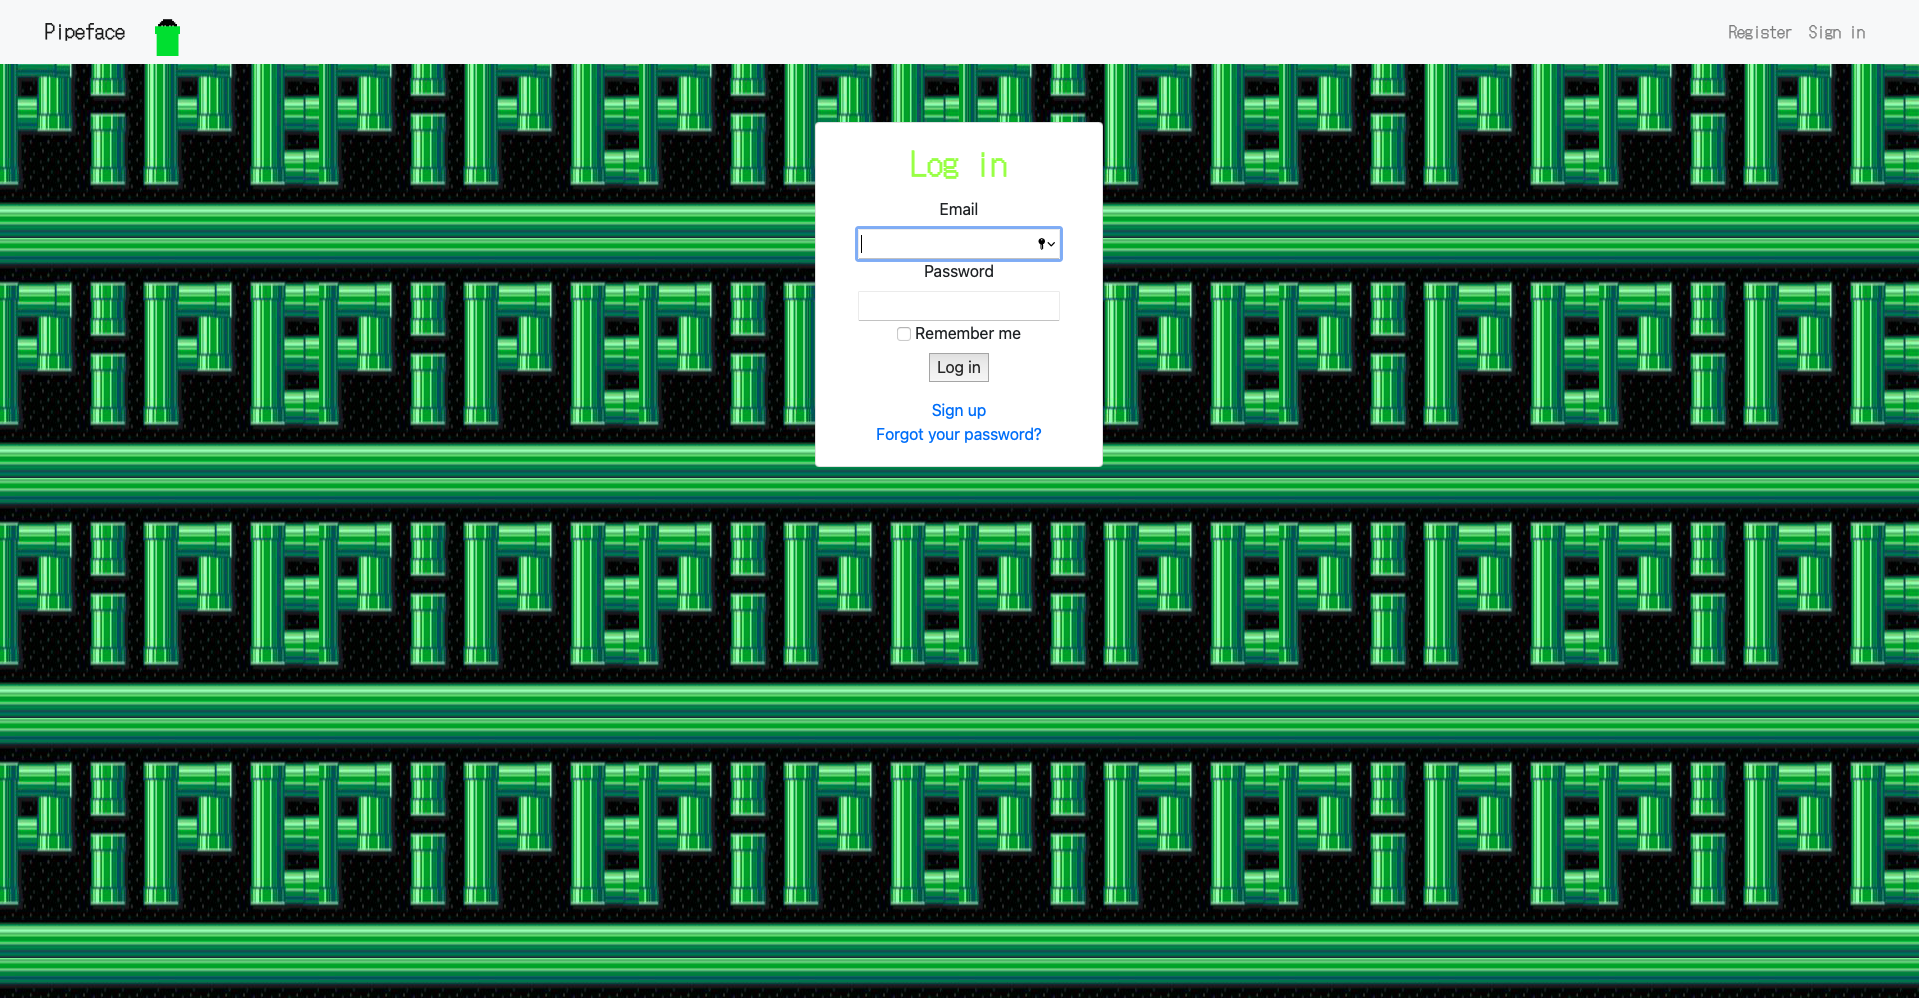 Pipeface
Register Sign in
Log in
Email
Password
Remember me
Log in
Sign up
Forgot your password?